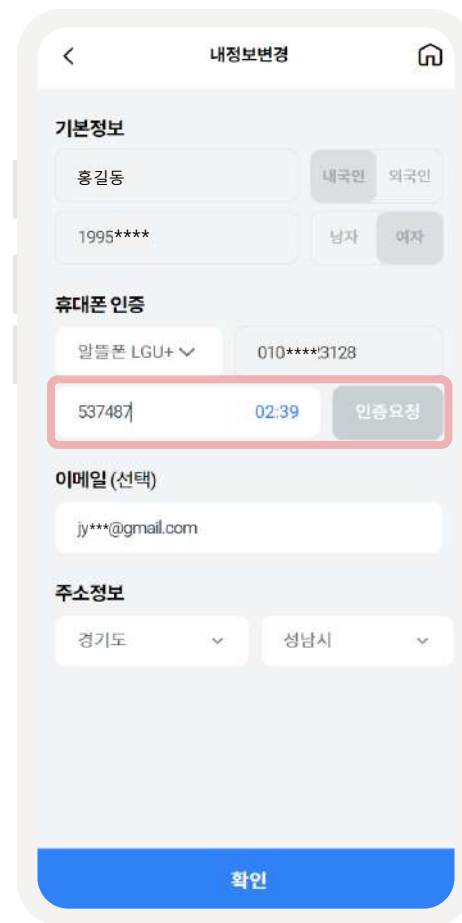 내정보변경
기본정보
홍길동 내국인 외국인
1995**** 남자 여자
휴대폰 인증
알뜰폰 LGU+ 010****3128
537487 02:39 인증요청
이메일 (선택)
jy***@gmail.com
주소정보
경기도 성남시
확인